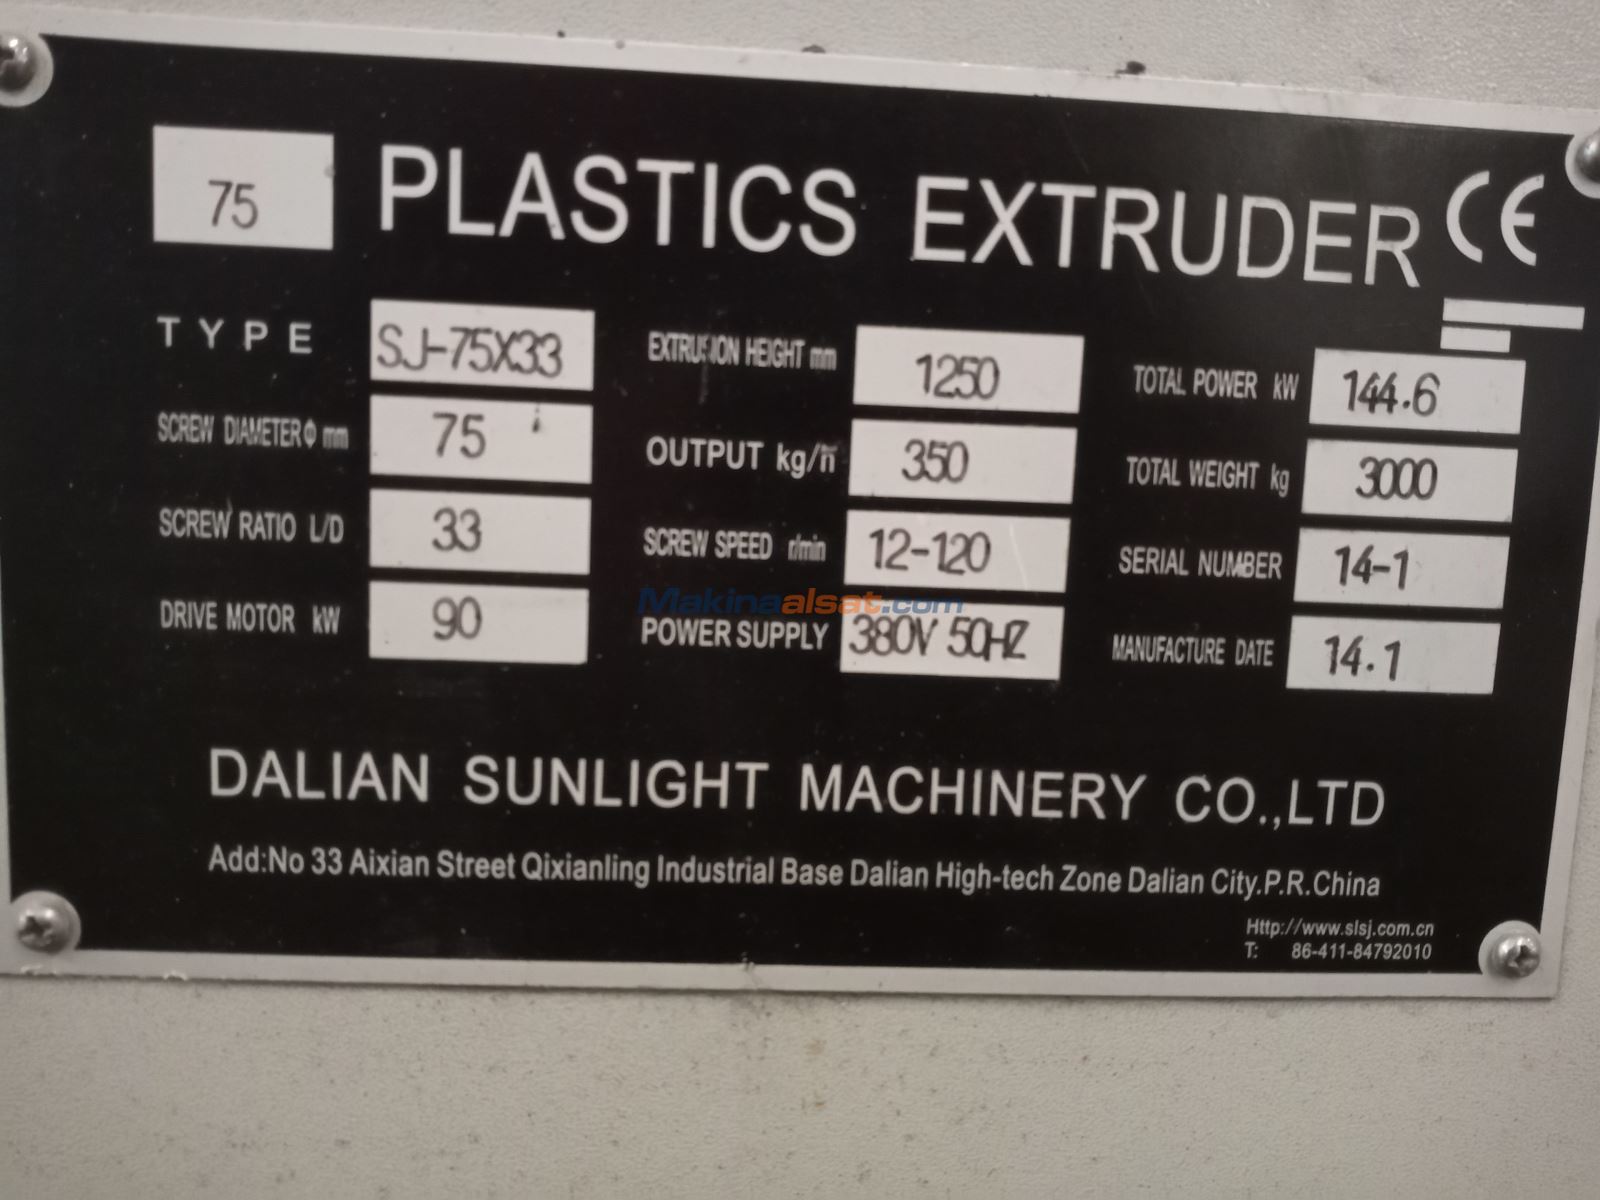 75 PLASTICS EXTRUDER CE
TYPE SJ-75X33 EXTRUSION HEIGHT mm 1250 TOTAL POWER kW 144.6
SCREW DIAMETER Φ mm 75 OUTPUT kg/h 350 TOTAL WEIGHT kg 3000
SCREW RATIO L/D 33 SCREW SPEED r/min 12-120 SERIAL NUMBER 14-1
Makinaalsat.com
DRIVE MOTOR kW 90 POWER SUPPLY 380V 50HZ MANUFACTURE DATE 14.1
DALIAN SUNLIGHT MACHINERY CO.,LTD
Add:No 33 Aixian Street Qixianling Industrial Base Dalian High-tech Zone Dalian City.P.R.China
Http://www.slsj.com.cn
T: 86-411-84792010